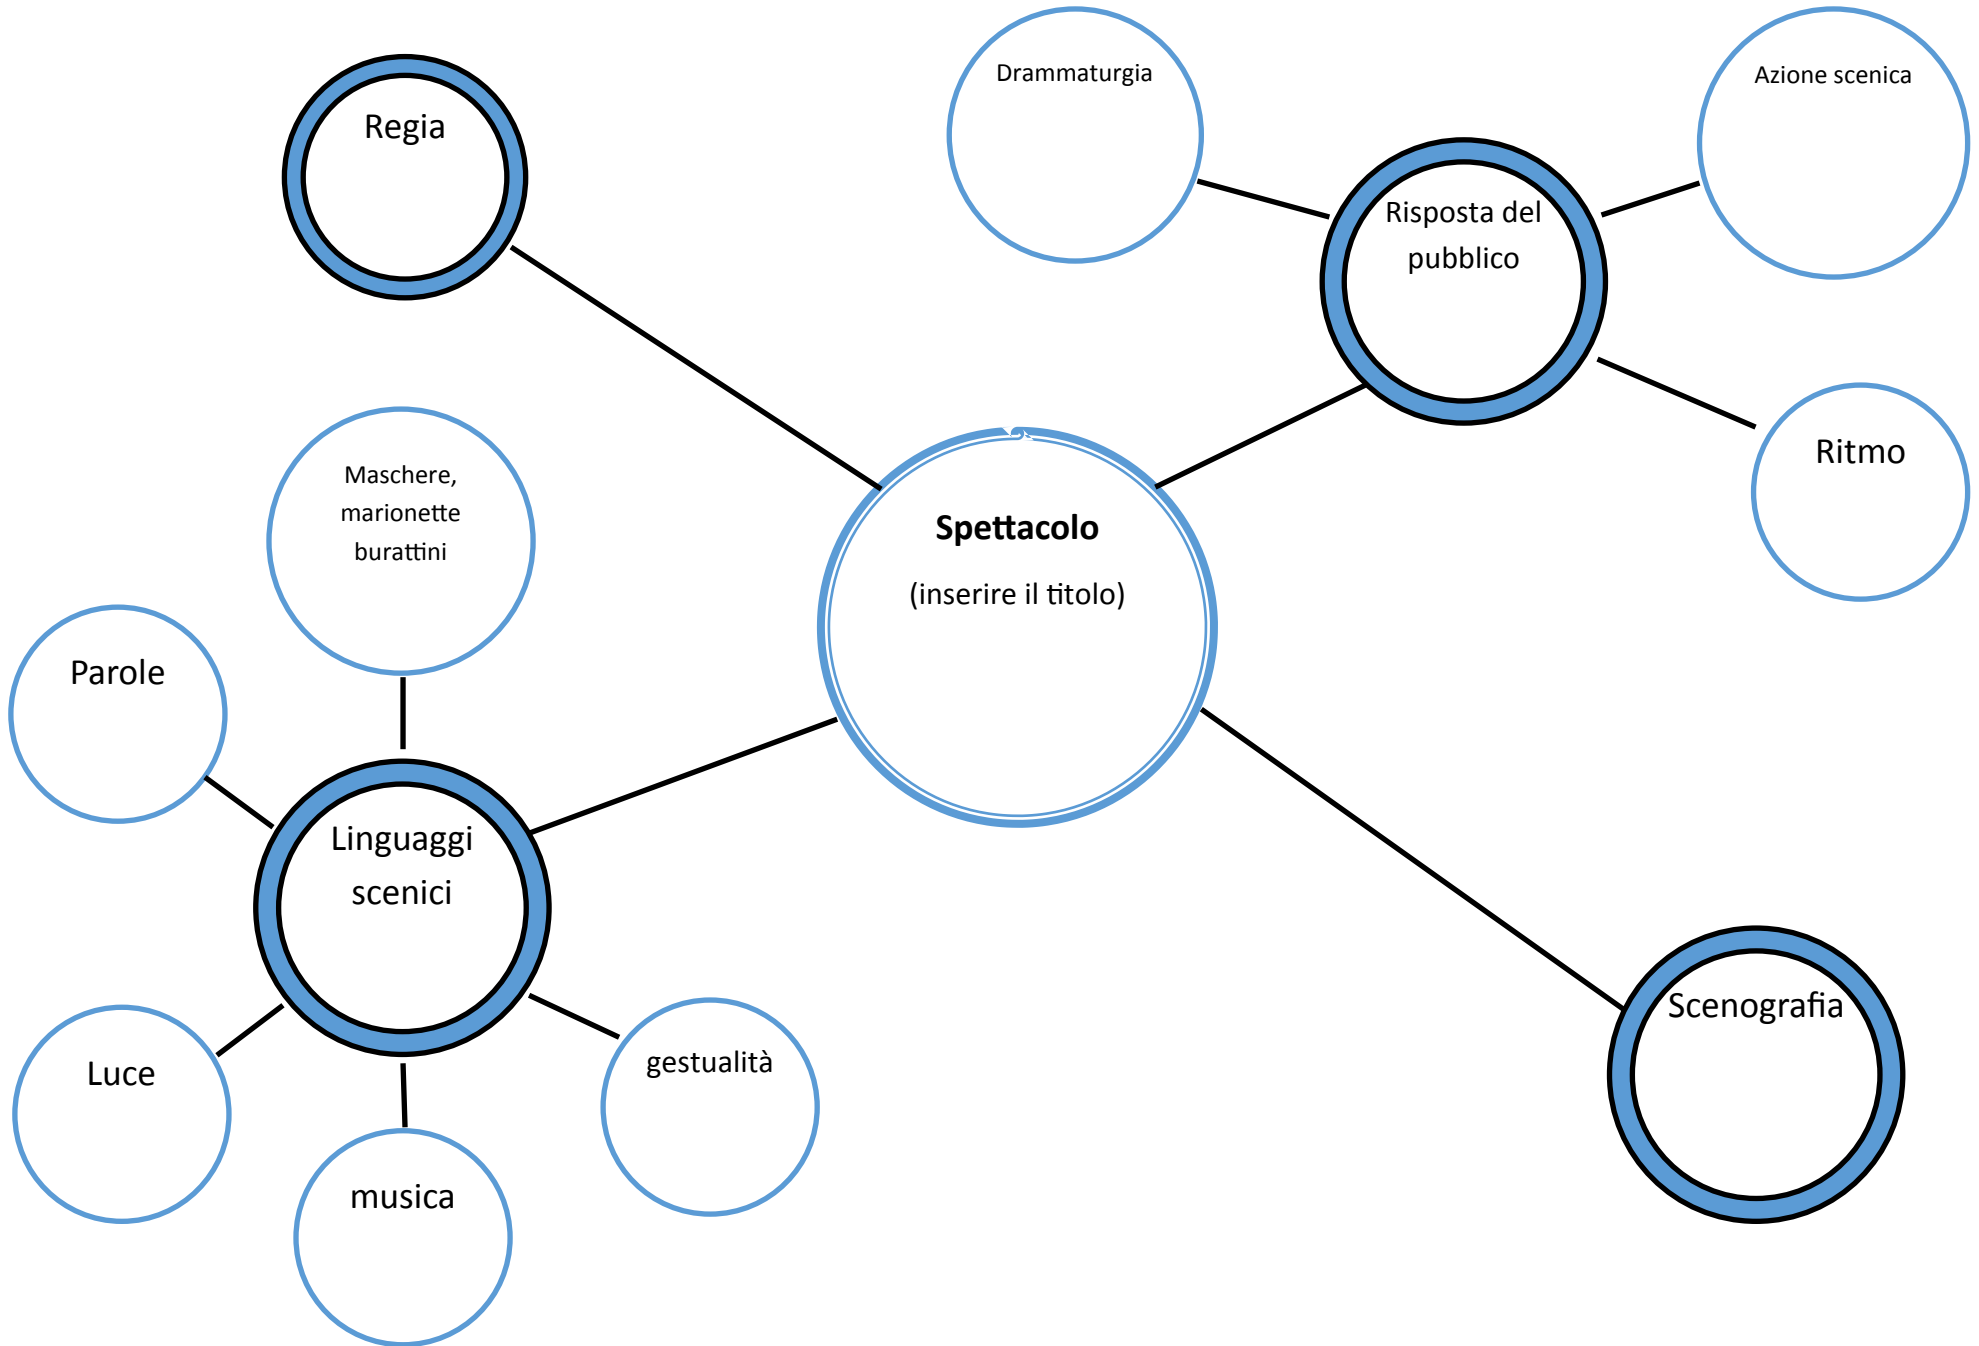 Drammaturgia
Azione scenica
Regia
Risposta del
pubblico
Ritmo
Maschere,
marionette
burattini
Spettacolo
(inserire il titolo)
Parole
Linguaggi
scenici
Scenografia
Luce
gestualità
musica